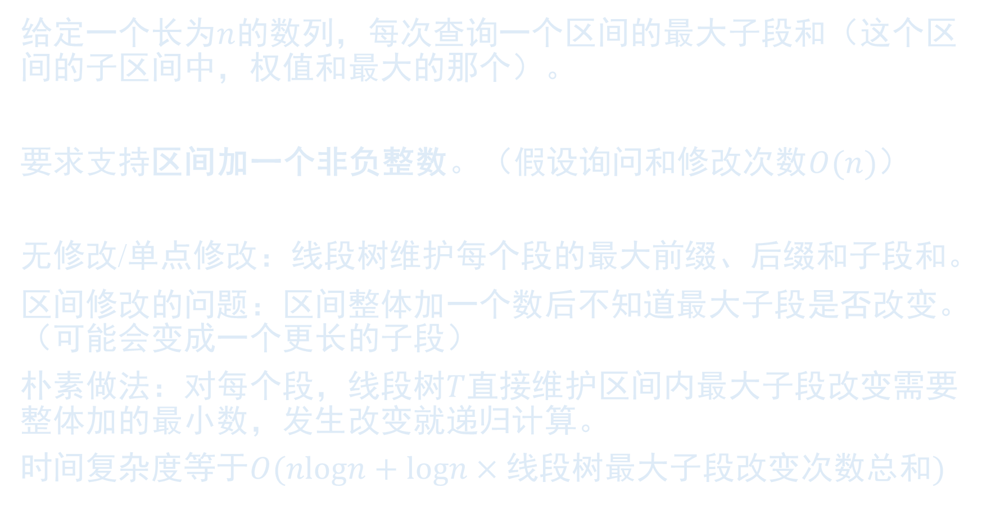 给定一个长为n的数列，每次查询一个区间的最大子段和（这个区
间的子区间中，权值和最大的那个）。
要求支持区间加一个非负整数。（假设询问和修改次数O(n)）
无修改/单点修改：线段树维护每个段的最大前缀、后缀和子段和。
区间修改的问题：区间整体加一个数后不知道最大子段是否改变。
（可能会变成一个更长的子段）
朴素做法：对每个段，线段树T直接维护区间内最大子段改变需要
整体加的最小数，发生改变就递归计算。
时间复杂度等于O(nlogn + logn × 线段树最大子段改变次数总和)